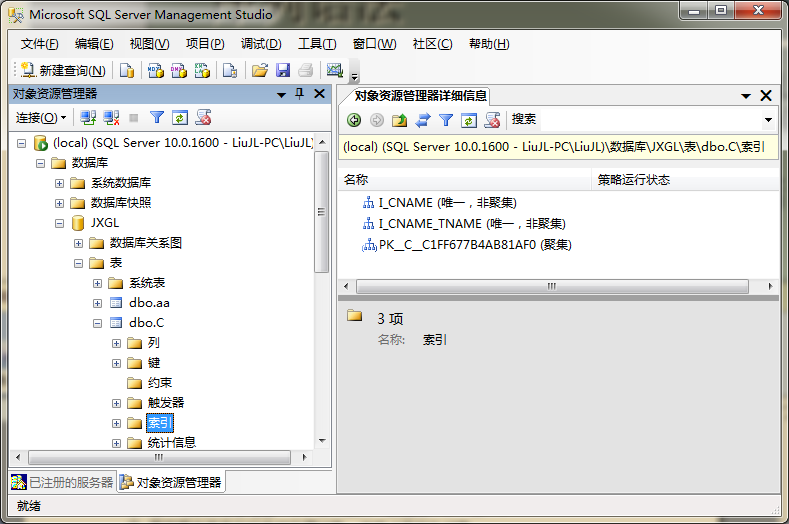 Microsoft SQL Server Management Studio
文件(F) 编辑(E) 视图(V) 项目(P) 调试(D) 工具(T) 窗口(W) 社区(C) 帮助(H)
新建查询(N)
对象资源管理器
连接(O)
(local) (SQL Server 10.0.1600 - LiuJL-PC\LiuJL)
数据库
系统数据库
数据库快照
JXGL
数据库关系图
表
系统表
dbo.aa
dbo.C
列
键
约束
触发器
索引
统计信息
已注册的服务器 对象资源管理器
对象资源管理器详细信息
搜索
(local) (SQL Server 10.0.1600 - LiuJL-PC\LiuJL)\数据库\JXGL\表\dbo.C\索引
名称 策略运行状态
I_CNAME (唯一，非聚集)
I_CNAME_TNAME (唯一，非聚集)
PK__C__C1FF677B4AB81AF0 (聚集)
3 项
名称: 索引
就绪